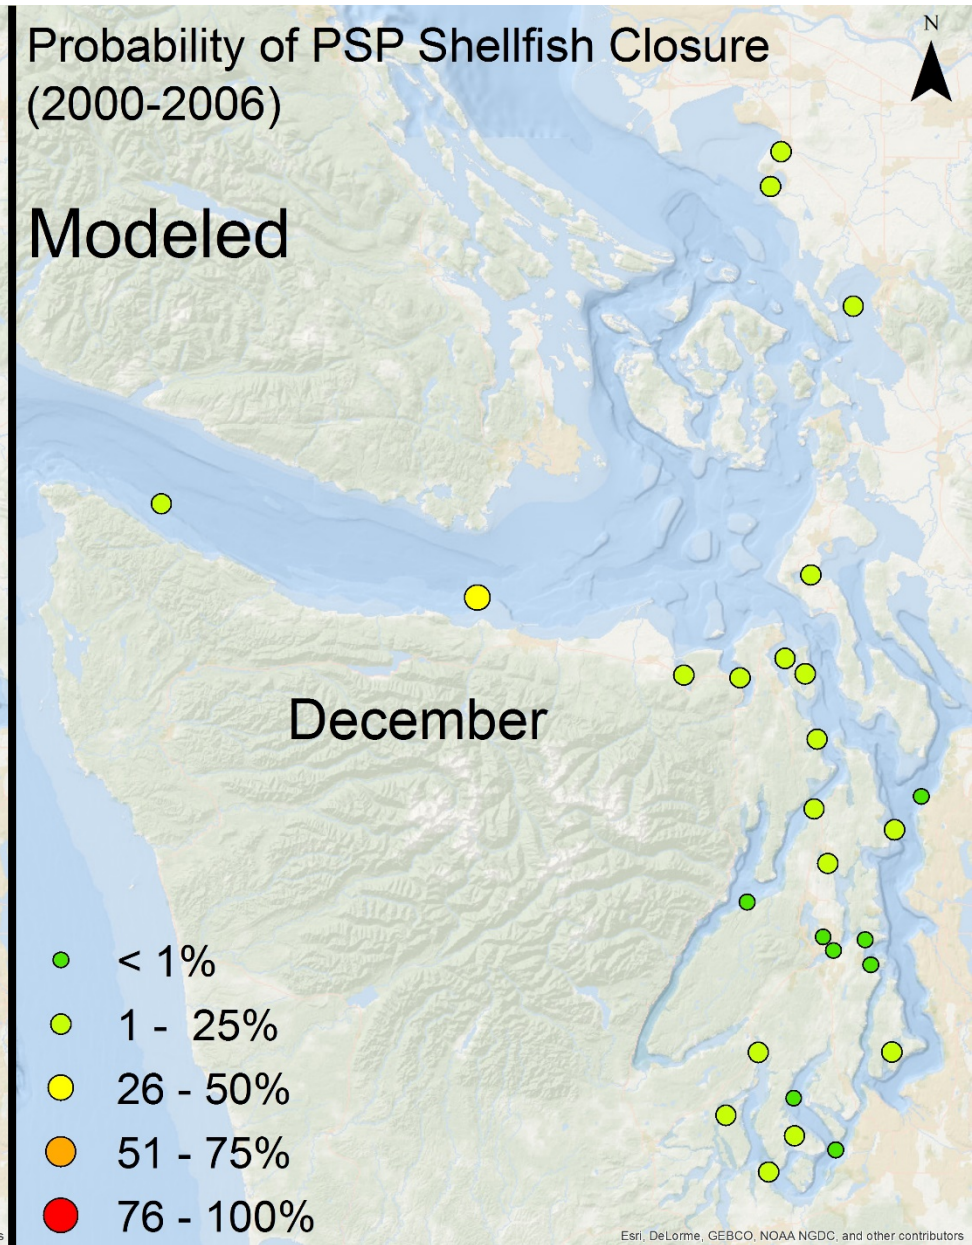 Probability of PSP Shellfish Closure
(2000-2006)
N
Modeled
December
< 1%
1 - 25%
26 - 50%
51 - 75%
76 - 100%
s
Esri, DeLorme, GEBCO, NOAA NGDC, and other contributors